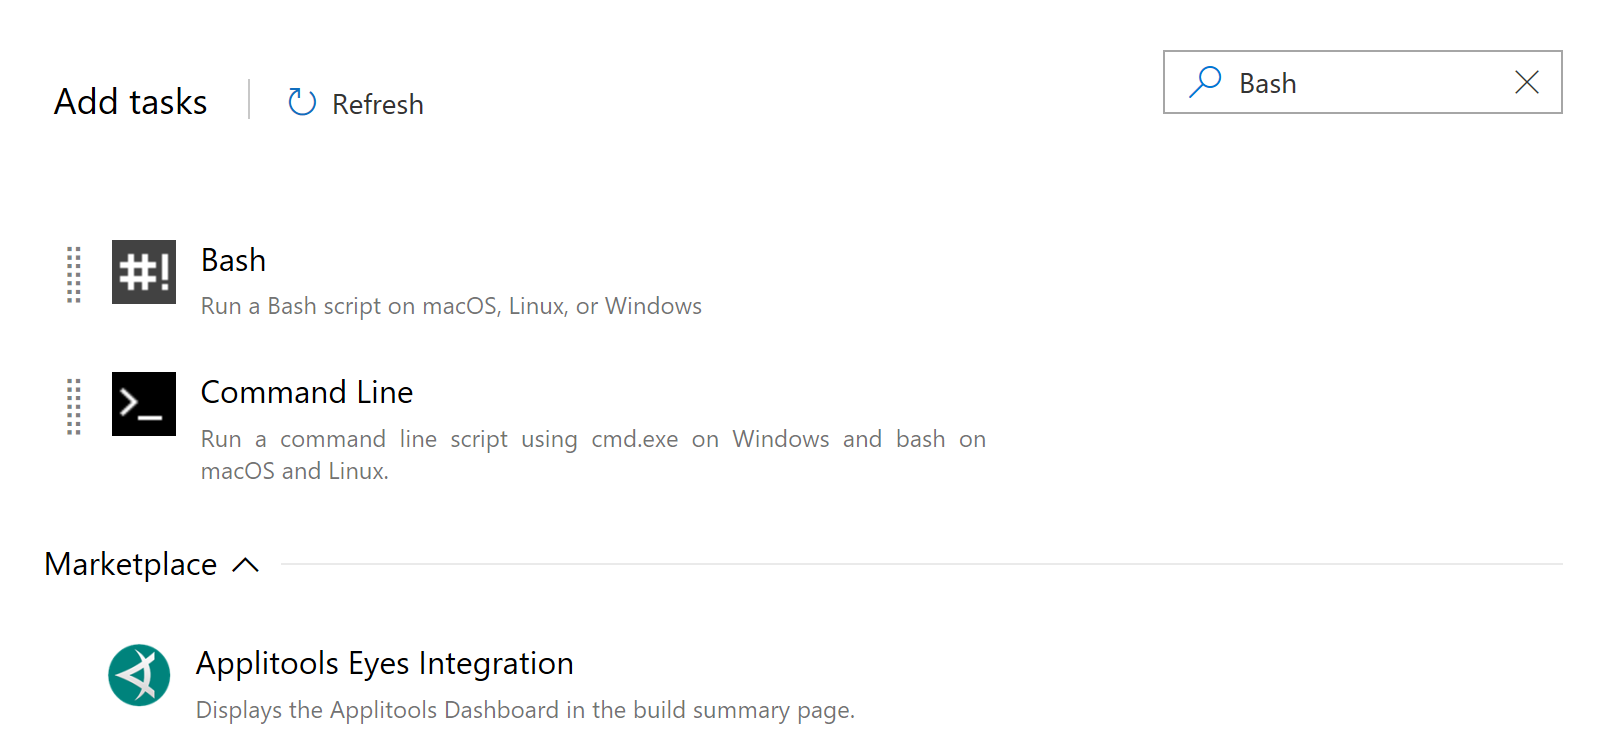 Add tasks
Refresh
Bash
#!
Bash
Run a Bash script on macOS, Linux, or Windows
>_
Command Line
Run a command line script using cmd.exe on Windows and bash on
macOS and Linux.
Marketplace
Applitools Eyes Integration
Displays the Applitools Dashboard in the build summary page.